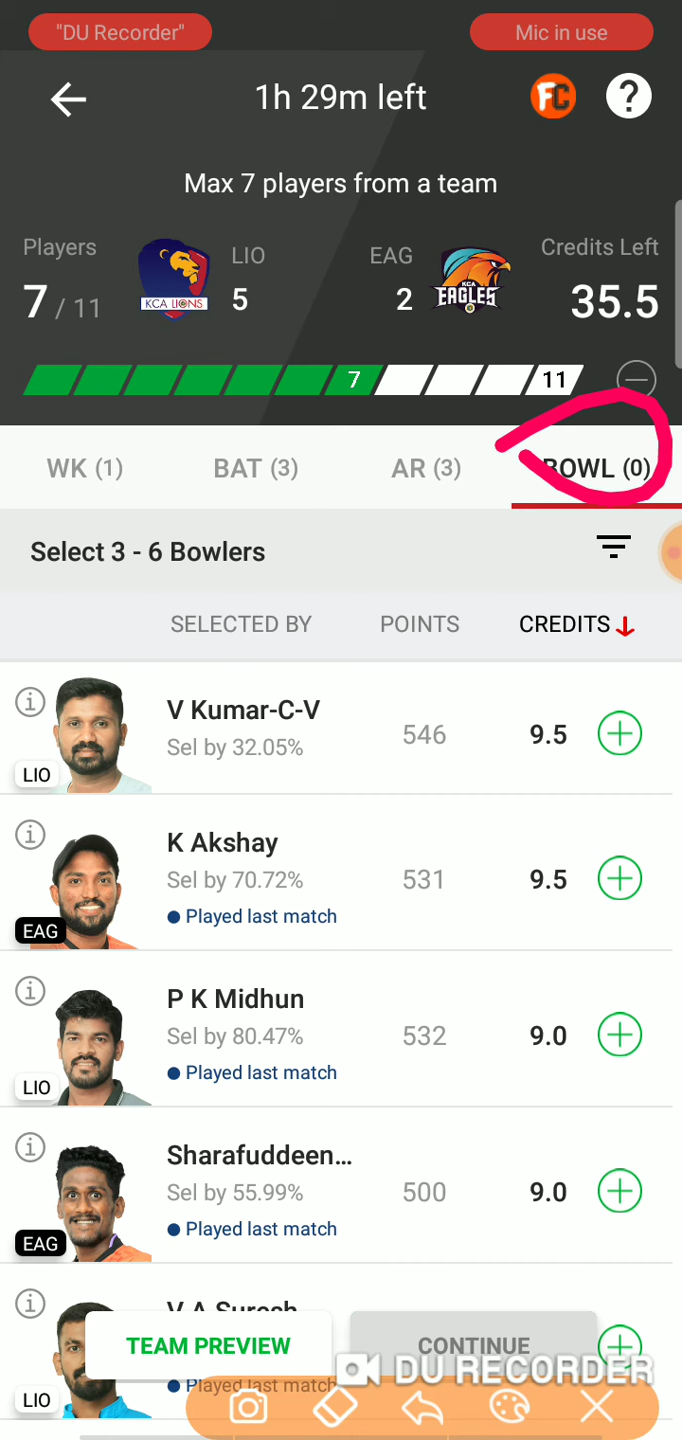 "DU Recorder" Mic in use
1h 29m left FC ?
Max 7 players from a team
Players LIO EAG Credits Left
7 / 11 KCA LIONS 5 2 KCA EAGLES 35.5
7 11
WK (1) BAT (3) AR (3) BOWL (0)
Select 3 - 6 Bowlers
SELECTED BY POINTS CREDITS
V Kumar-C-V
Sel by 32.05% 546 9.5
LIO
K Akshay
Sel by 70.72% 531 9.5
Played last match
EAG
P K Midhun
Sel by 80.47% 532 9.0
Played last match
LIO
Sharafuddeen...
Sel by 55.99% 500 9.0
Played last match
EAG
V A Suresh
TEAM PREVIEW CONTINUE
DU RECORDER
Played last match
LIO